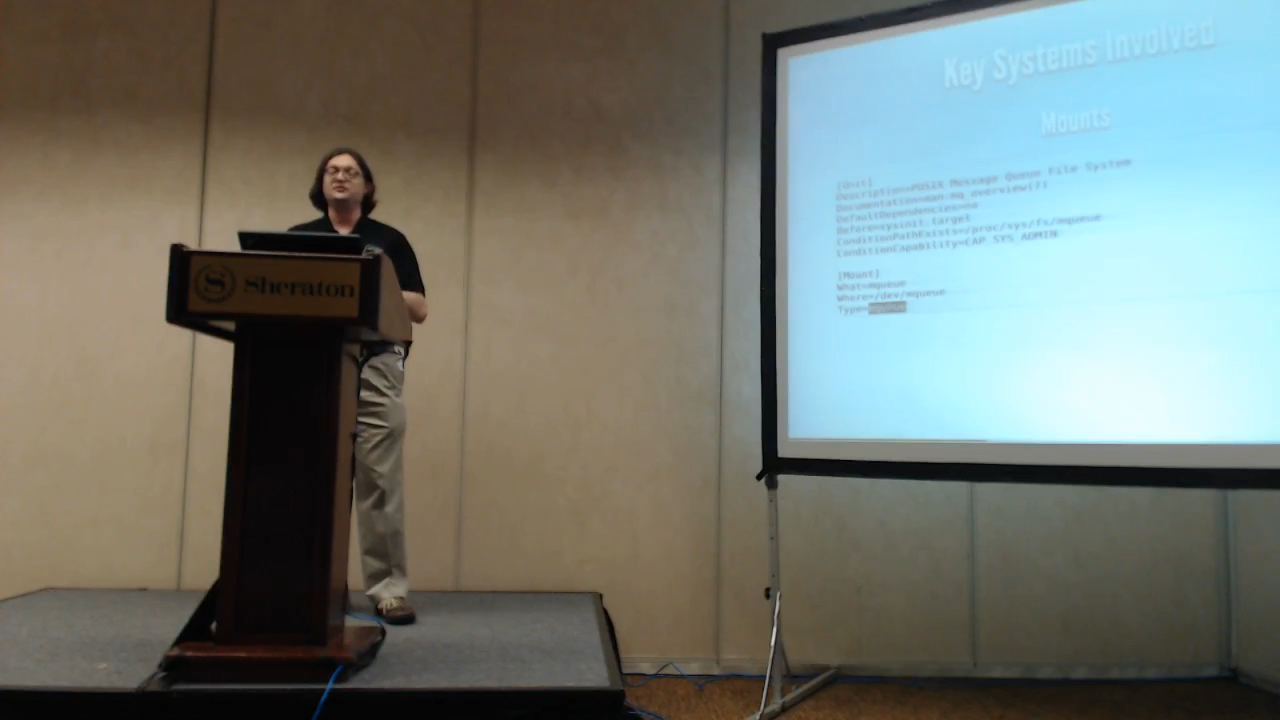 Sheraton
Key Systems Involved
Mounts
[Unit]
Description=POSIX Message Queue File System
Documentation=man:mq_overview(7)
DefaultDependencies=no
Before=sysinit.target
ConditionPathExists=/proc/sys/fs/mqueue
ConditionCapability=CAP_SYS_ADMIN
[Mount]
What=mqueue
Where=/dev/mqueue
Type=mqueue